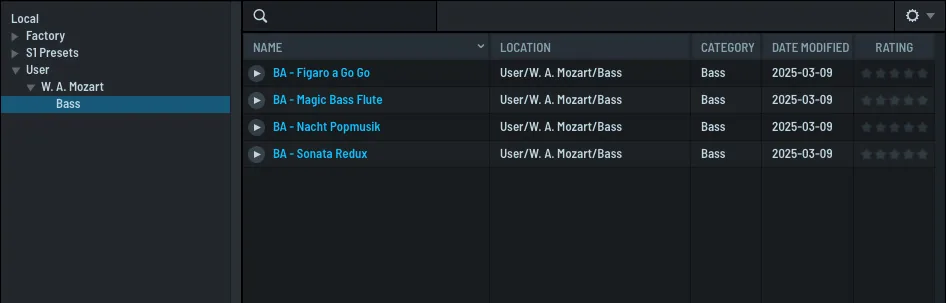 Local
Factory
S1 Presets
User
W. A. Mozart
Bass
NAME LOCATION CATEGORY DATE MODIFIED RATING
BA - Figaro a Go Go User/W. A. Mozart/Bass Bass 2025-03-09
BA - Magic Bass Flute User/W. A. Mozart/Bass Bass 2025-03-09
BA - Nacht Popmusik User/W. A. Mozart/Bass Bass 2025-03-09
BA - Sonata Redux User/W. A. Mozart/Bass Bass 2025-03-09